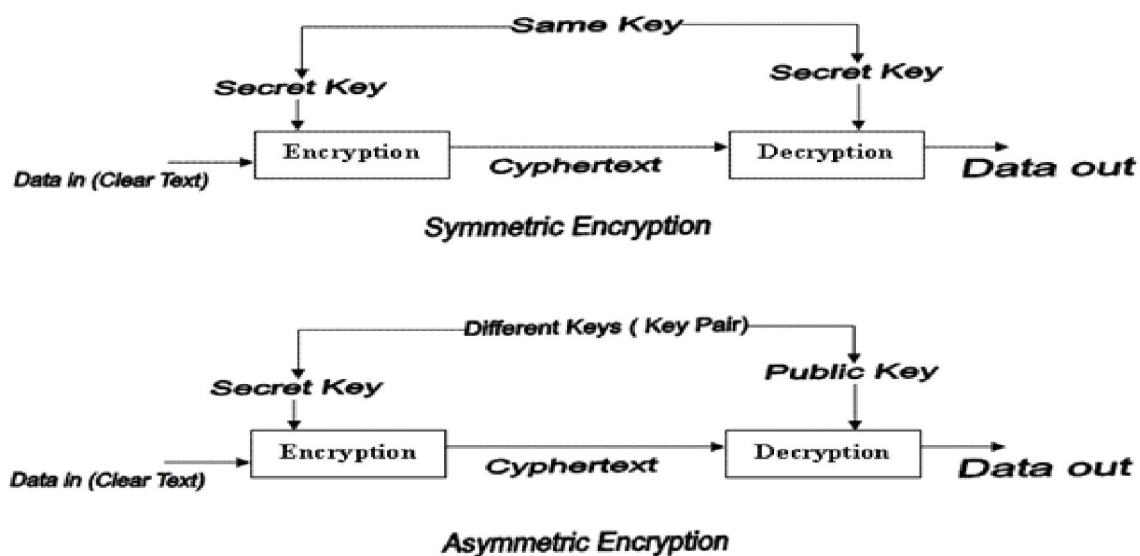 Same Key
Secret Key
Secret Key
Encryption
Cyphertext
Decryption
Data in (Clear Text)
Data out
Symmetric Encryption
Different Keys ( Key Pair)
Secret Key
Public Key
Encryption
Cyphertext
Decryption
Data in (Clear Text)
Data out
Asymmetric Encryption